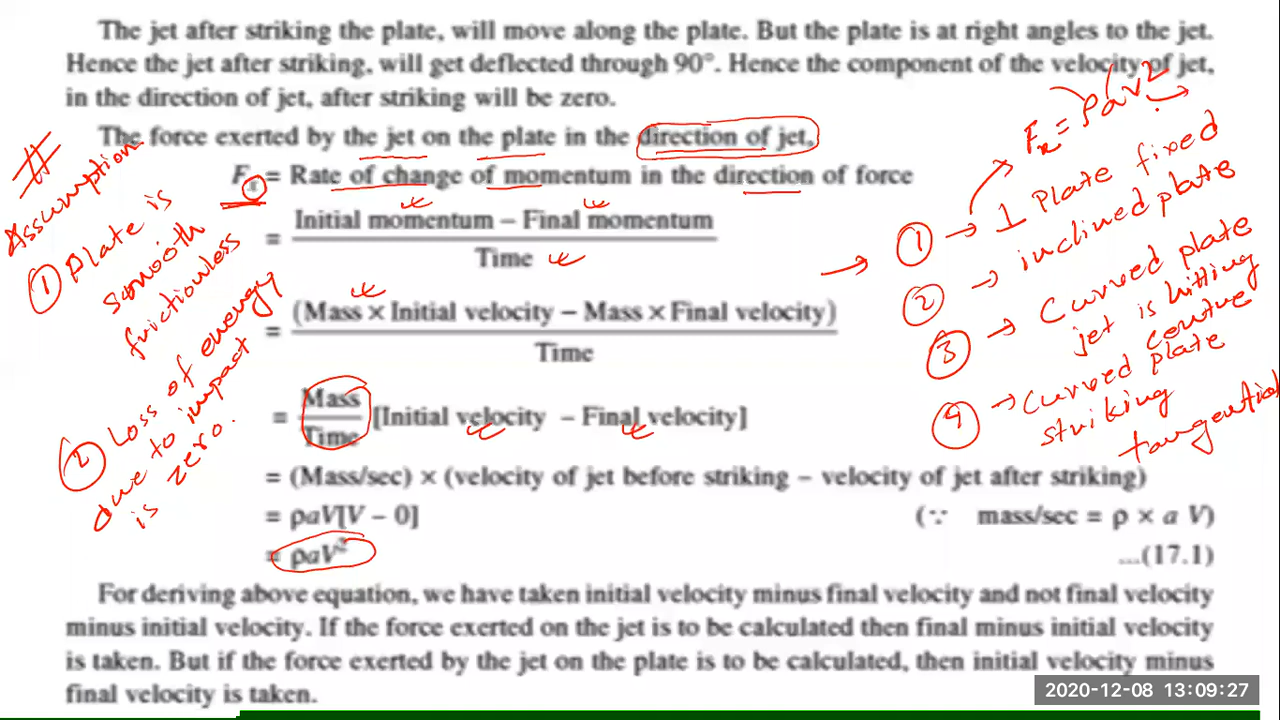 The jet after striking the plate, will move along the plate. But the plate is at right angles to the jet.
Hence the jet after striking, will get deflected through 90°. Hence the component of the velocity of jet,
in the direction of jet, after striking will be zero.
The force exerted by the jet on the plate in the direction of jet,
Fx = Rate of change of momentum in the direction of force
= Initial momentum – Final momentum
Time
= (Mass × Initial velocity – Mass × Final velocity)
Time
= Mass
Time [Initial velocity – Final velocity]
= (Mass/sec) × (velocity of jet before striking – velocity of jet after striking)
= ρaV[V – 0] (∵ mass/sec = ρ × a V)
= ρaV² ...(17.1)
For deriving above equation, we have taken initial velocity minus final velocity and not final velocity
minus initial velocity. If the force exerted on the jet is to be calculated then final minus initial velocity
is taken. But if the force exerted by the jet on the plate is to be calculated, then initial velocity minus
final velocity is taken.
#
Assumption
① Plate is
smooth
frictionless
② Loss of energy
due to impact
is zero.
Fx = ρav²
① → ⊥ Plate fixed
② → inclined plate
③ → Curved plate
jet is hitting
centre
④ → Curved plate
striking
tangential
2020-12-08 13:09:27